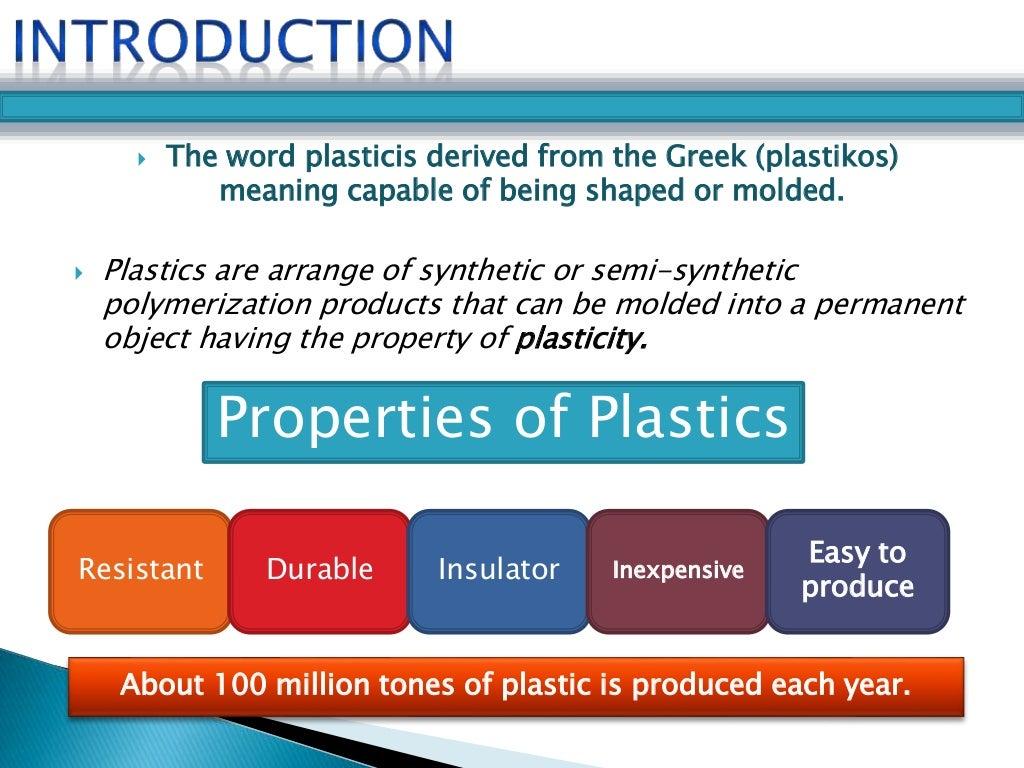 INTRODUCTION
The word plasticis derived from the Greek (plastikos)
meaning capable of being shaped or molded.
Plastics are arrange of synthetic or semi-synthetic
polymerization products that can be molded into a permanent
object having the property of plasticity.
Properties of Plastics
Resistant
Durable
Insulator
Inexpensive
Easy to
produce
About 100 million tones of plastic is produced each year.